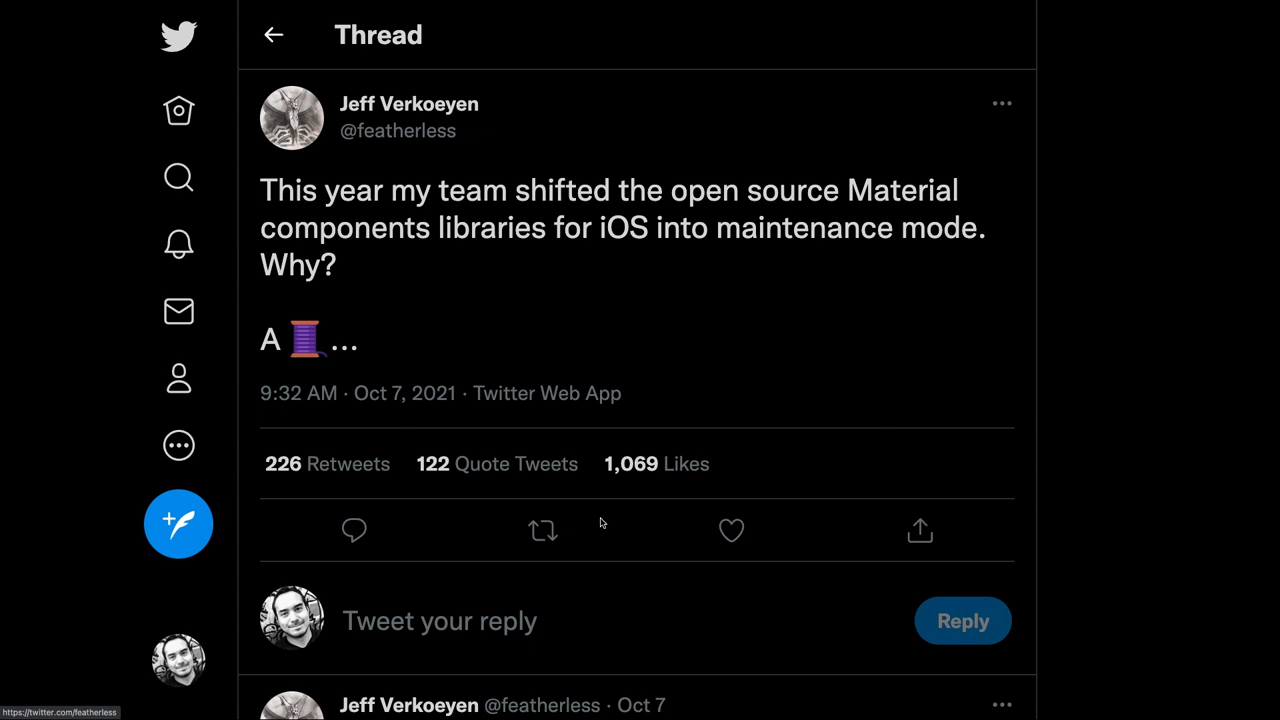 Thread
Jeff Verkoeyen
@featherless
This year my team shifted the open source Material
components libraries for iOS into maintenance mode.
Why?
A 🧵...
9:32 AM · Oct 7, 2021 · Twitter Web App
226 Retweets 122 Quote Tweets 1,069 Likes
Tweet your reply
Reply
Jeff Verkoeyen @featherless · Oct 7
https://twitter.com/featherless